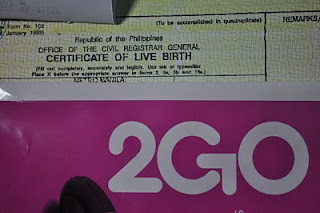 Form No. 102
(To be accomplished in quadruplicate)
REMARKS/
January 1993)
Republic of the Philippines
OFFICE OF THE CIVIL REGISTRAR GENERAL
CERTIFICATE OF LIVE BIRTH
(Fill out completely, accurately and legibly. Use ink or typewriter.
Place X before the appropriate answer in items 2, 5a, 5b and 19a.)
METRO MANILA
2GO